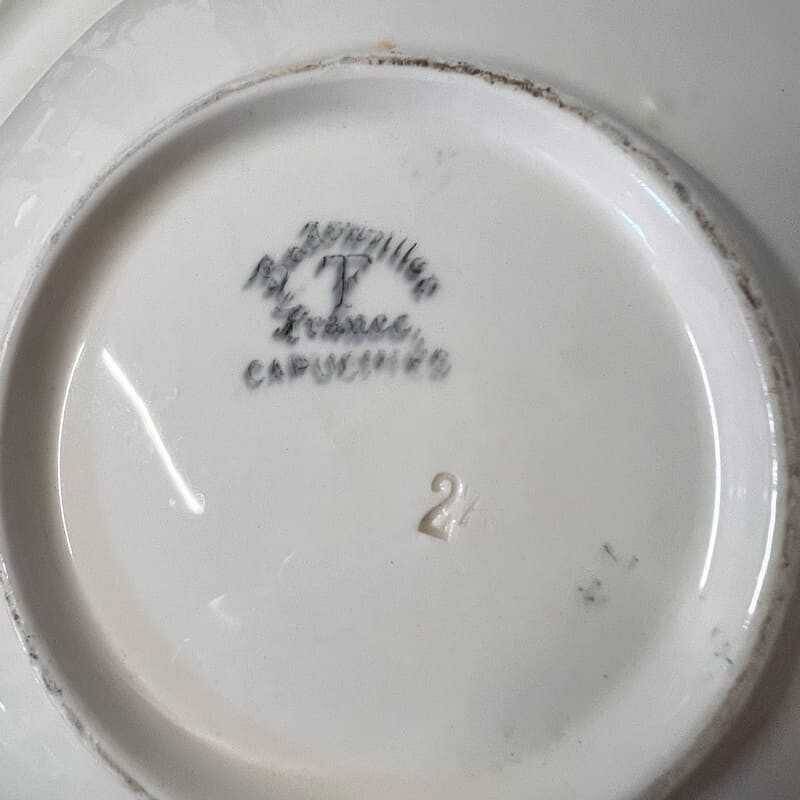 Badonviller
F
France
CAPUCINES
2